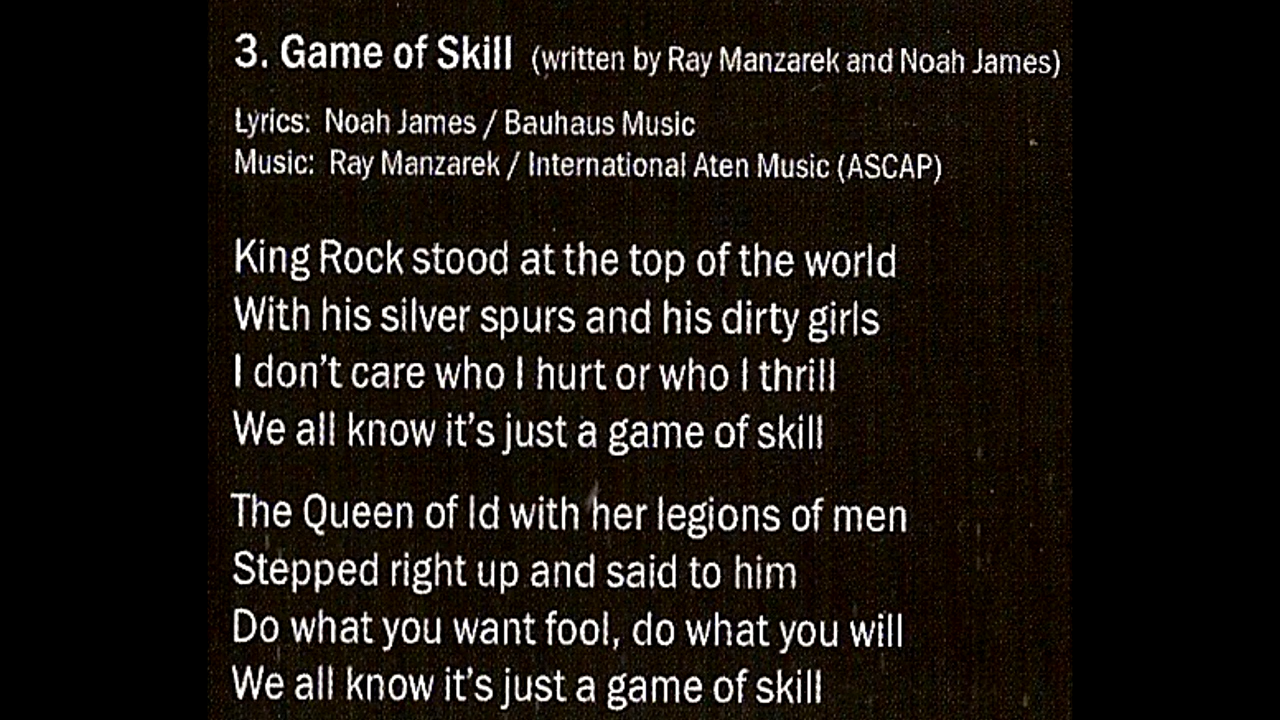 3. Game of Skill (written by Ray Manzarek and Noah James)
Lyrics: Noah James / Bauhaus Music
Music: Ray Manzarek / International Aten Music (ASCAP)
King Rock stood at the top of the world
With his silver spurs and his dirty girls
I don't care who I hurt or who I thrill
We all know it's just a game of skill
The Queen of Id with her legions of men
Stepped right up and said to him
Do what you want fool, do what you will
We all know it's just a game of skill